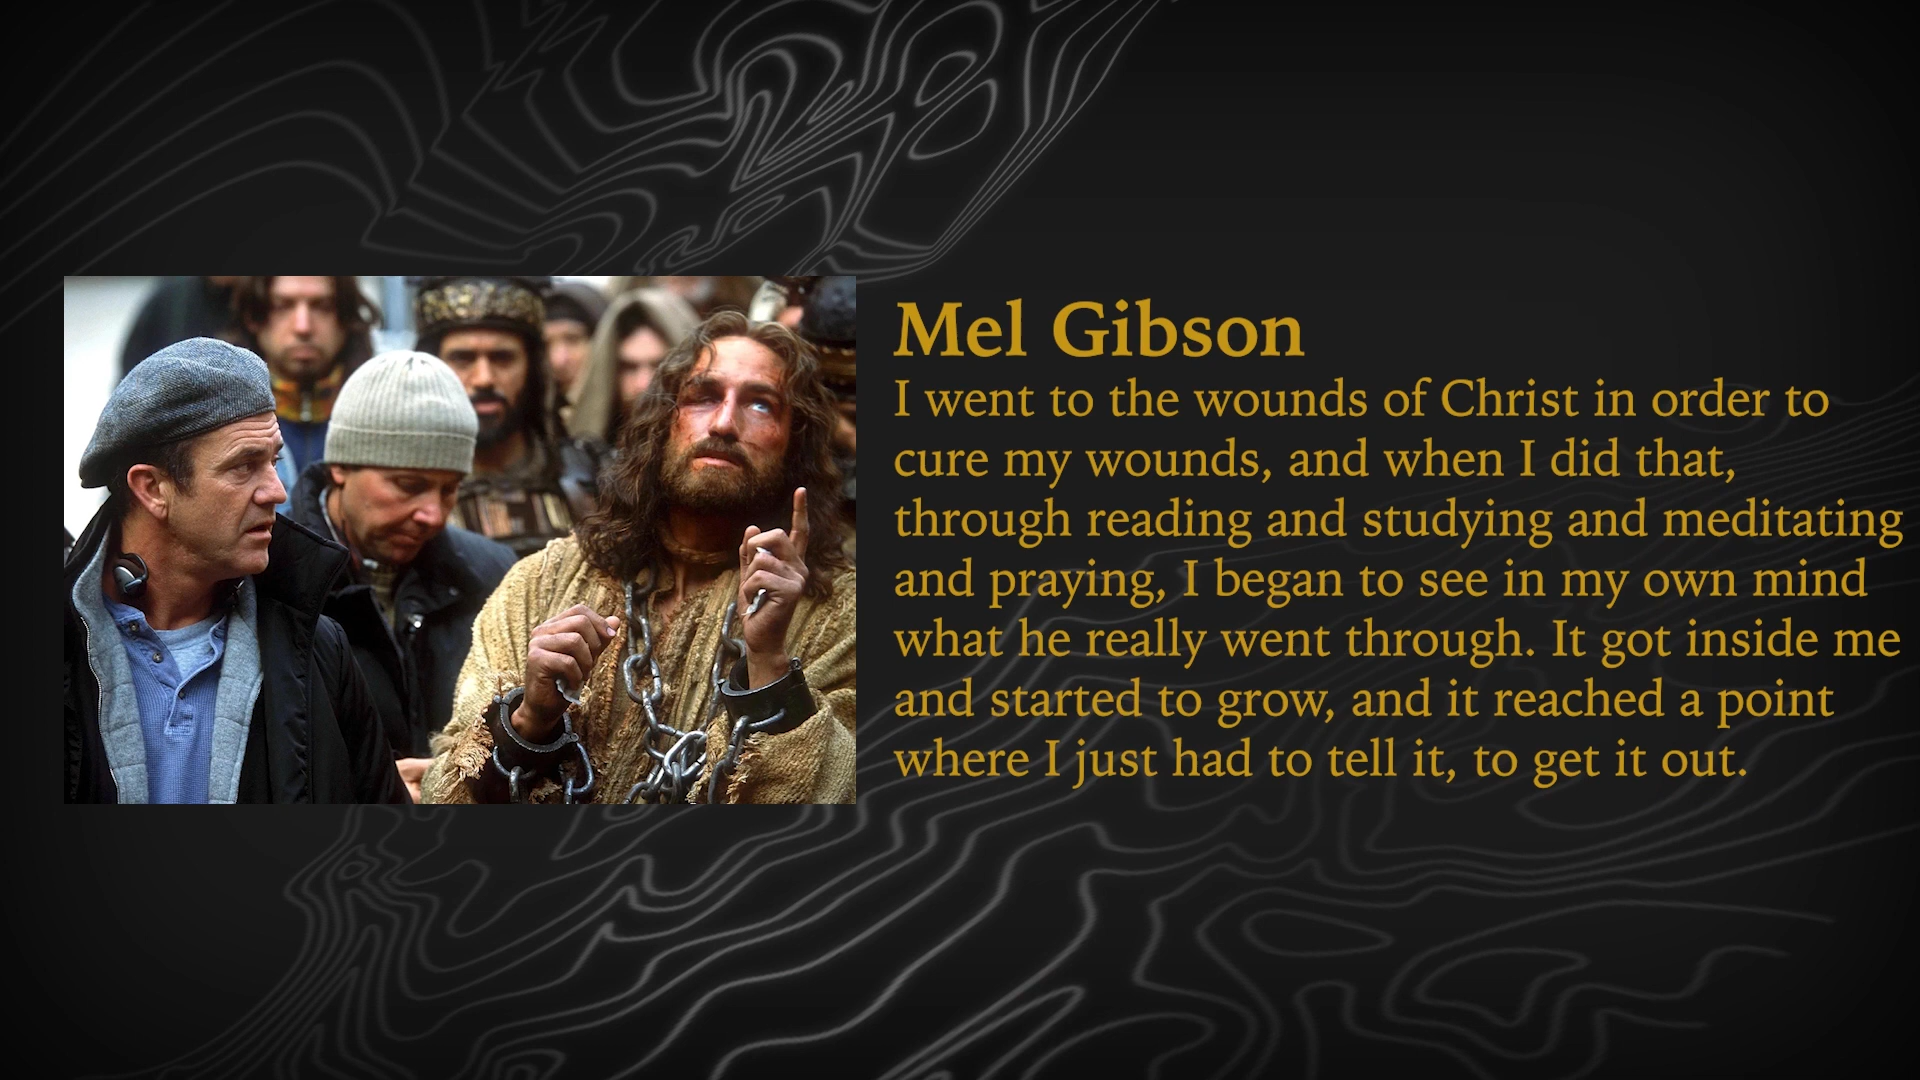 Mel Gibson
I went to the wounds of Christ in order to
cure my wounds, and when I did that,
through reading and studying and meditating
and praying, I began to see in my own mind
what he really went through. It got inside me
and started to grow, and it reached a point
where I just had to tell it, to get it out.